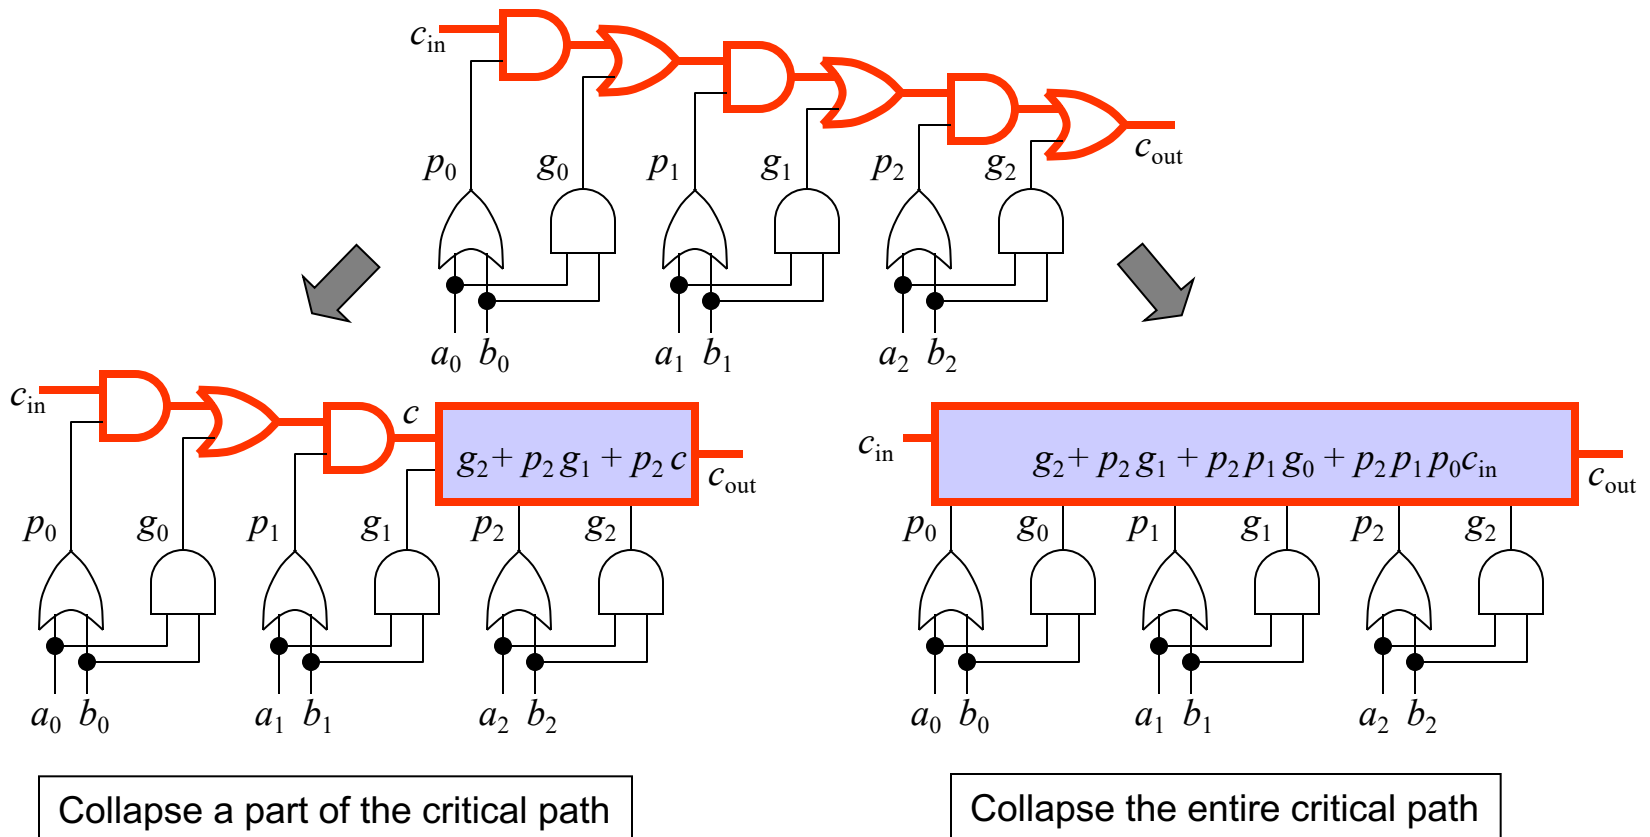 c_in
p_0 g_0 p_1 g_1 p_2 g_2 c_out
a_0 b_0 a_1 b_1 a_2 b_2
c_in c c_out
g_2 + p_2 g_1 + p_2 c
p_0 g_0 p_1 g_1 p_2 g_2
a_0 b_0 a_1 b_1 a_2 b_2
Collapse a part of the critical path
c_in c_out
g_2 + p_2 g_1 + p_2 p_1 g_0 + p_2 p_1 p_0 c_in
p_0 g_0 p_1 g_1 p_2 g_2
a_0 b_0 a_1 b_1 a_2 b_2
Collapse the entire critical path